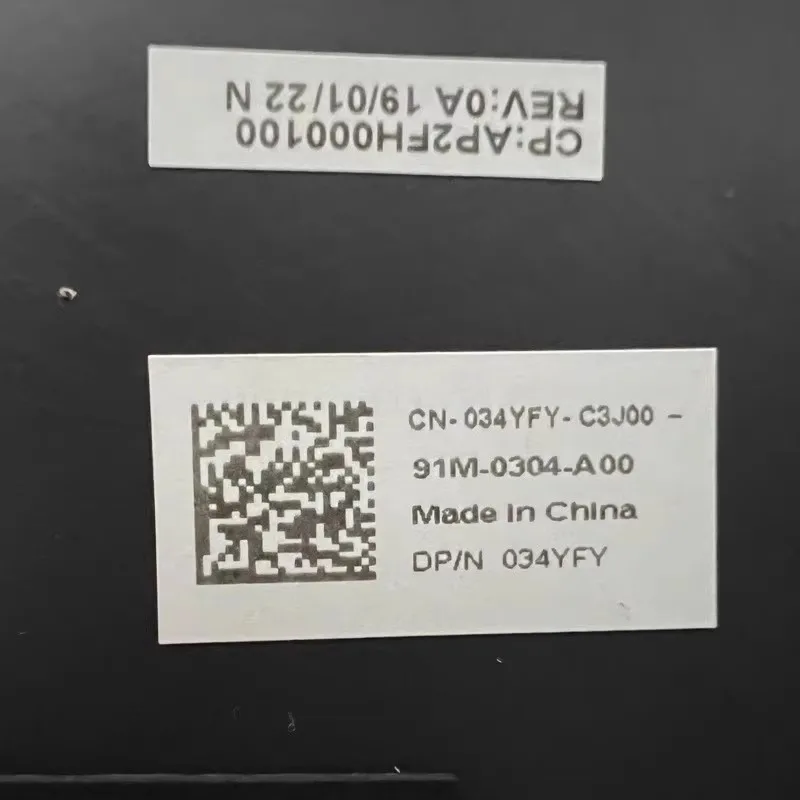 CP:AP2FH000100
REV:0A 19/01/22 N
CN-034YFY-C3J00 -
91M-0304-A00
Made In China
DP/N 034YFY